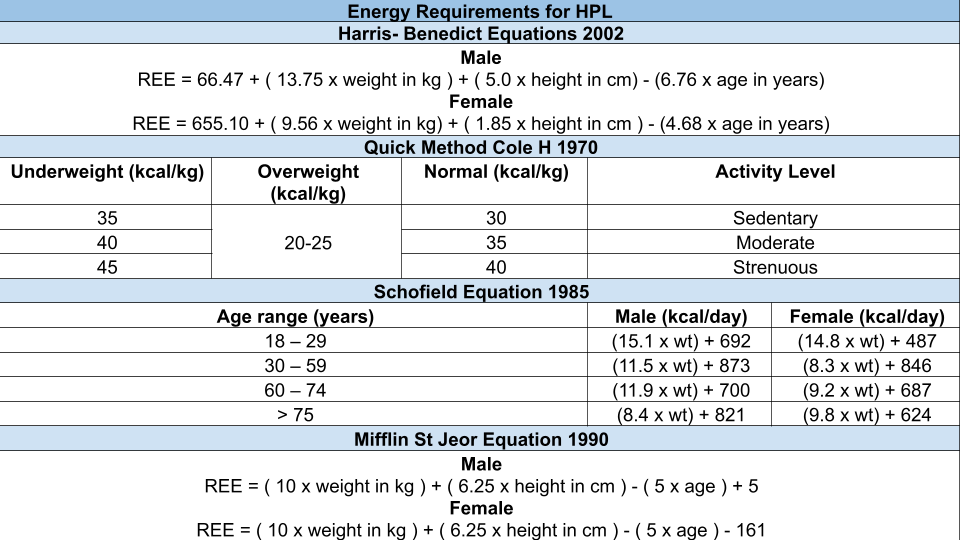 Energy Requirements for HPL
Harris- Benedict Equations 2002
Male
REE = 66.47 + ( 13.75 x weight in kg ) + ( 5.0 x height in cm) - (6.76 x age in years)
Female
REE = 655.10 + ( 9.56 x weight in kg) + ( 1.85 x height in cm ) - (4.68 x age in years)
Quick Method Cole H 1970
Underweight (kcal/kg) Overweight (kcal/kg) Normal (kcal/kg) Activity Level
35 20-25 30 Sedentary
40 35 Moderate
45 40 Strenuous
Schofield Equation 1985
Age range (years) Male (kcal/day) Female (kcal/day)
18 – 29 (15.1 x wt) + 692 (14.8 x wt) + 487
30 – 59 (11.5 x wt) + 873 (8.3 x wt) + 846
60 – 74 (11.9 x wt) + 700 (9.2 x wt) + 687
> 75 (8.4 x wt) + 821 (9.8 x wt) + 624
Mifflin St Jeor Equation 1990
Male
REE = ( 10 x weight in kg ) + ( 6.25 x height in cm ) - ( 5 x age ) + 5
Female
REE = ( 10 x weight in kg ) + ( 6.25 x height in cm ) - ( 5 x age ) - 161